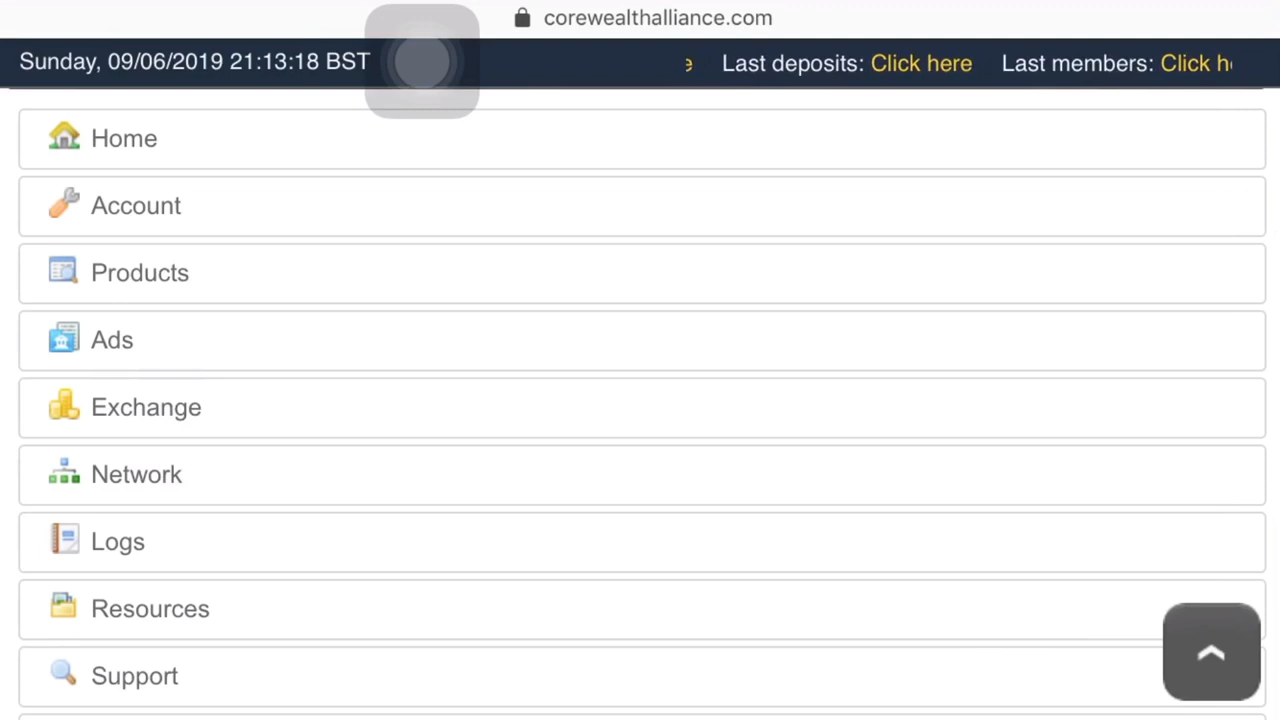 corewealthalliance.com
Sunday, 09/06/2019 21:13:18 BST Last deposits: Click here Last members: Click
Home
Account
Products
Ads
Exchange
Network
Logs
Resources
Support